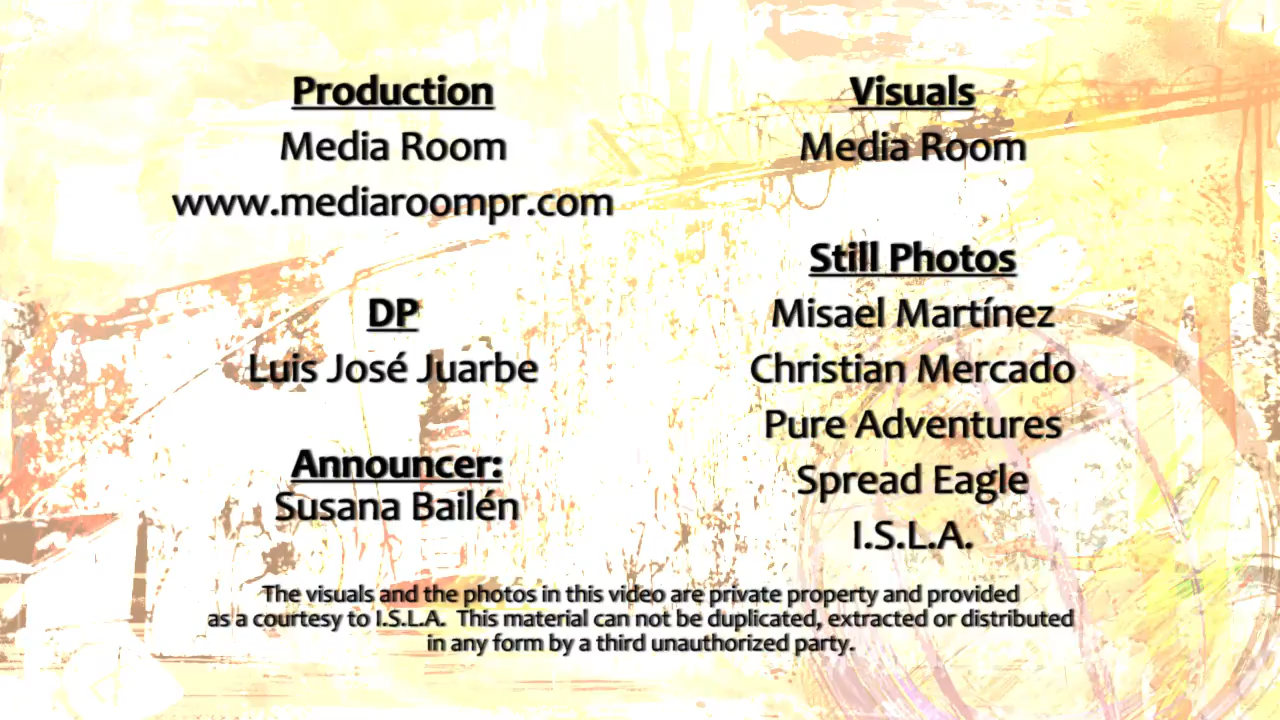 Production
Media Room
www.mediaroompr.com
DP
Luis José Juarbe
Announcer:
Susana Bailén
Visuals
Media Room
Still Photos
Misael Martínez
Christian Mercado
Pure Adventures
Spread Eagle
I.S.L.A.
The visuals and the photos in this video are private property and provided
as a courtesy to I.S.L.A. This material can not be duplicated, extracted or distributed
in any form by a third unauthorized party.